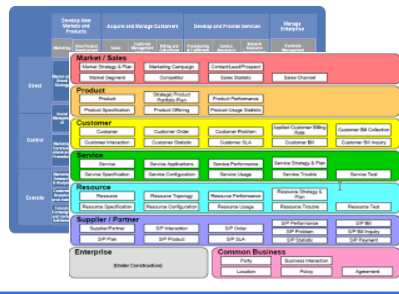 Develop New Markets and Products
Acquire and Manage Customers
Develop and Provide Services
Manage Enterprise
Marketing
Sales
Direct
Control
Execute
Market / Sales
Market Strategy & Plan
Marketing Campaign
Contact/Lead/Prospect
Market Segment
Competitor
Sales Statistic
Sales Channel
Product
Product
Strategic Product Portfolio Plan
Product Performance
Product Specification
Product Offering
Product Usage Statistic
Customer
Customer
Customer Order
Customer Problem
Applied Customer Billing Rate
Customer Bill Collection
Customer Interaction
Customer Statistic
Customer SLA
Customer Bill
Customer Bill Inquiry
Service
Service
Service Applications
Service Performance
Service Strategy & Plan
Service Specification
Service Configuration
Service Usage
Service Trouble
Service Test
Resource
Resource
Resource Topology
Resource Performance
Resource Strategy & Plan
Resource Specification
Resource Configuration
Resource Usage
Resource Trouble
Resource Test
Supplier / Partner
Supplier/Partner
S/P Interaction
S/P Order
S/P Performance
S/P Bill
S/P Problem
S/P Bill Inquiry
S/P Plan
S/P Product
S/P SLA
S/P Statistic
S/P Payment
Enterprise
(Under Construction)
Common Business
Party
Business Interaction
Location
Policy
Agreement